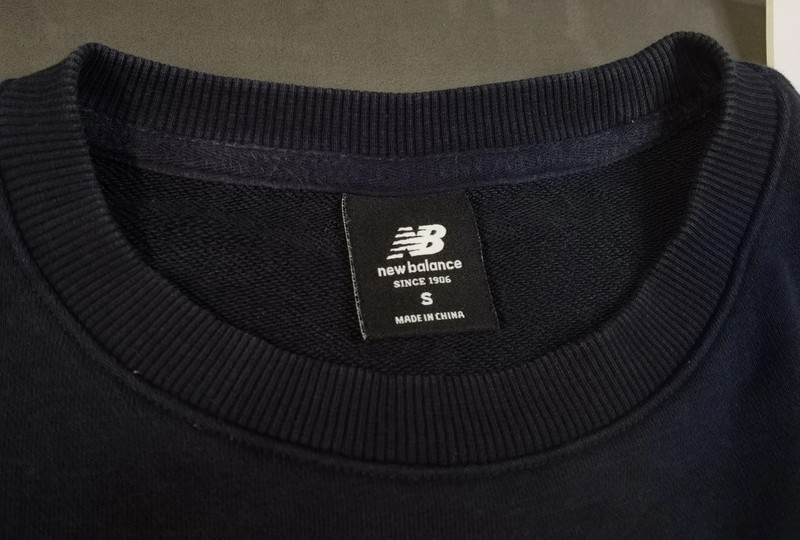 NB
new balance
SINCE 1906
S
MADE IN CHINA